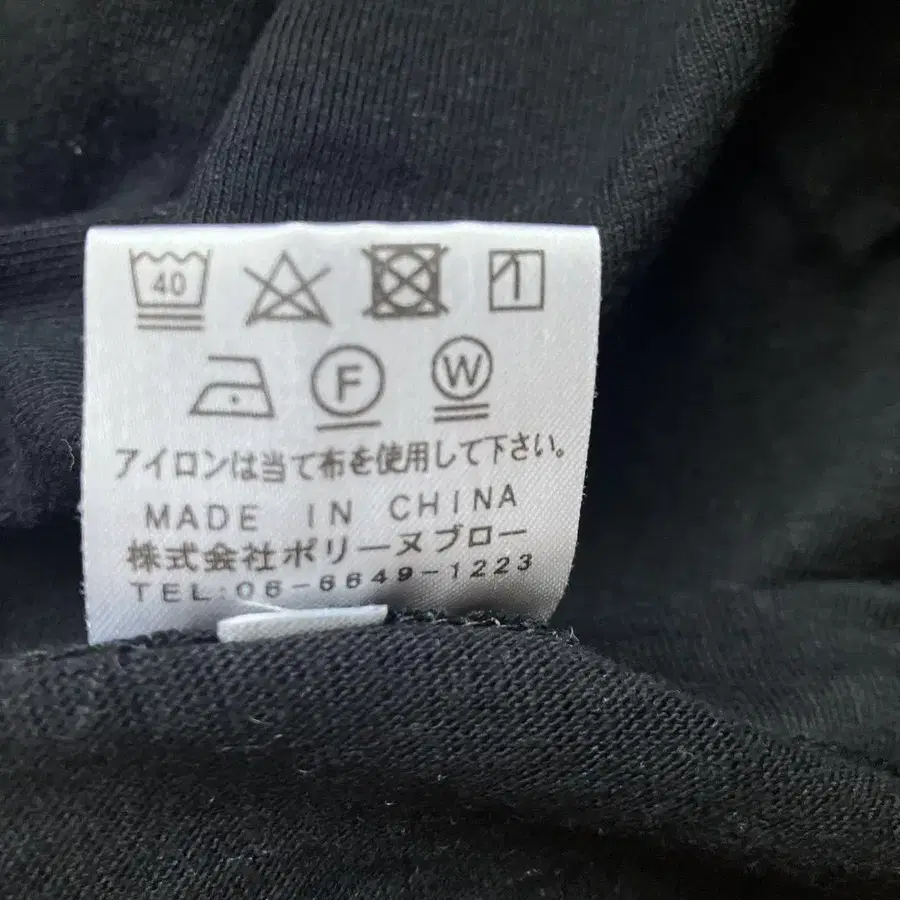 40
F W
アイロンは当て布を使用して下さい。
MADE IN CHINA
株式会社ポリーヌブロー
TEL:06-6649-1223